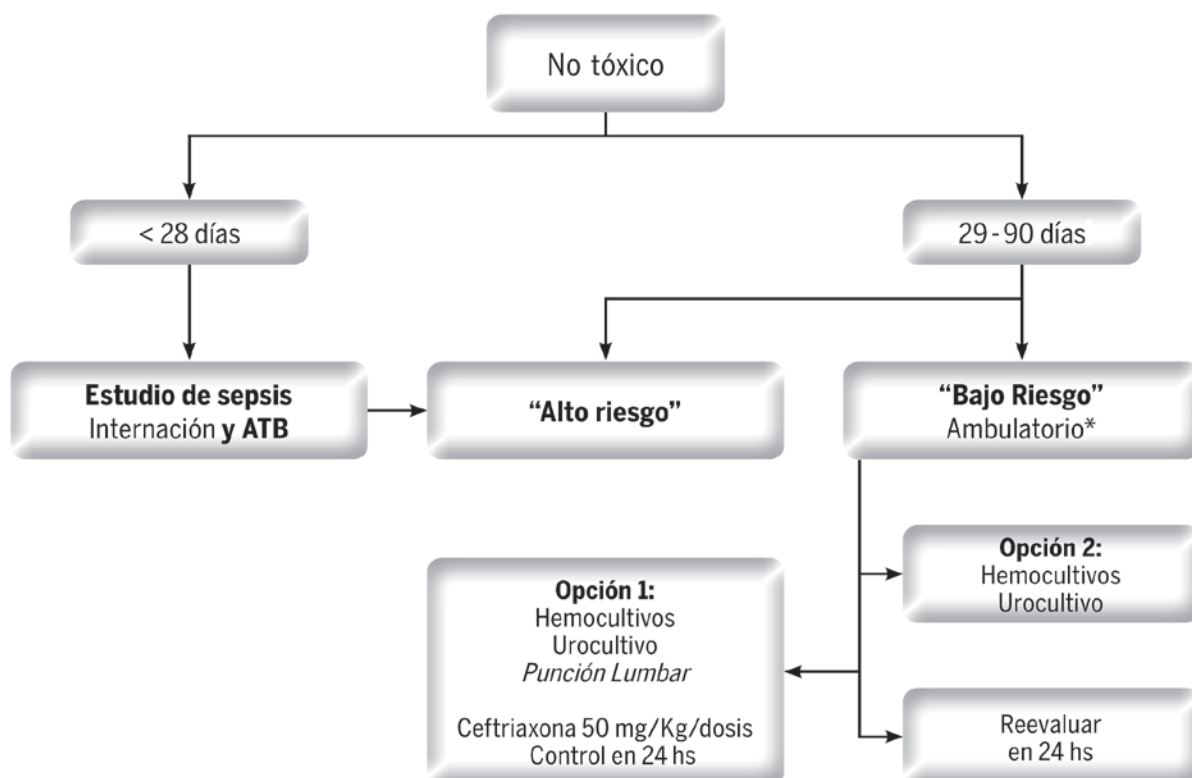 No tóxico
< 28 días
29-90 días
Estudio de sepsis
Internación y ATB
“Alto riesgo”
“Bajo Riesgo”
Ambulatorio*
Opción 1:
Hemocultivos
Urocultivo
Punción Lumbar
Ceftriaxona 50 mg/Kg/dosis
Control en 24 hs
Opción 2:
Hemocultivos
Urocultivo
Reevaluar
en 24 hs